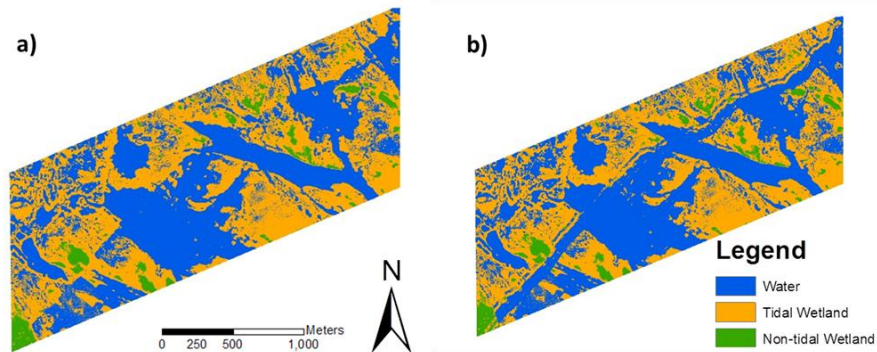 a)
b)
N
Meters
0 250 500 1,000
Legend
Water
Tidal Wetland
Non-tidal Wetland